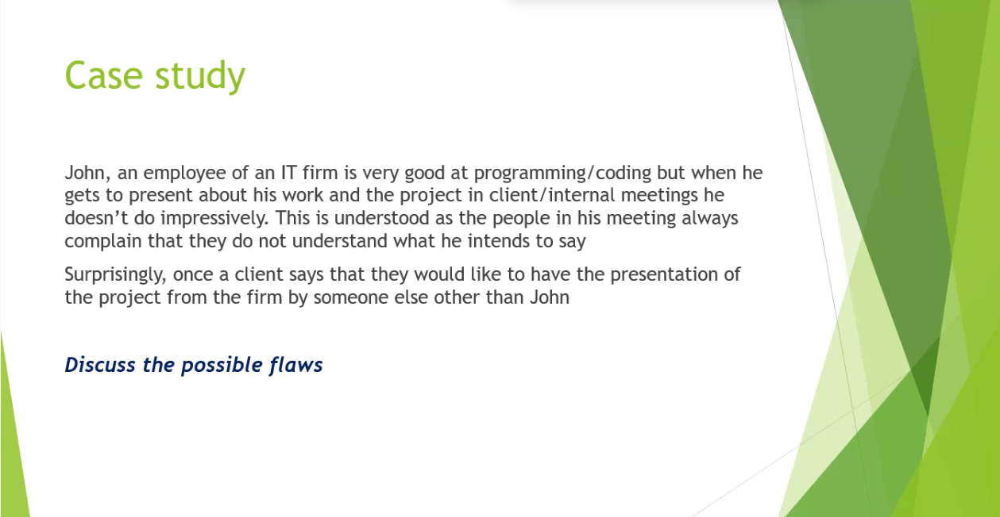 Case study
John, an employee of an IT firm is very good at programming/coding but when he
gets to present about his work and the project in client/internal meetings he
doesn’t do impressively. This is understood as the people in his meeting always
complain that they do not understand what he intends to say
Surprisingly, once a client says that they would like to have the presentation of
the project from the firm by someone else other than John
Discuss the possible flaws